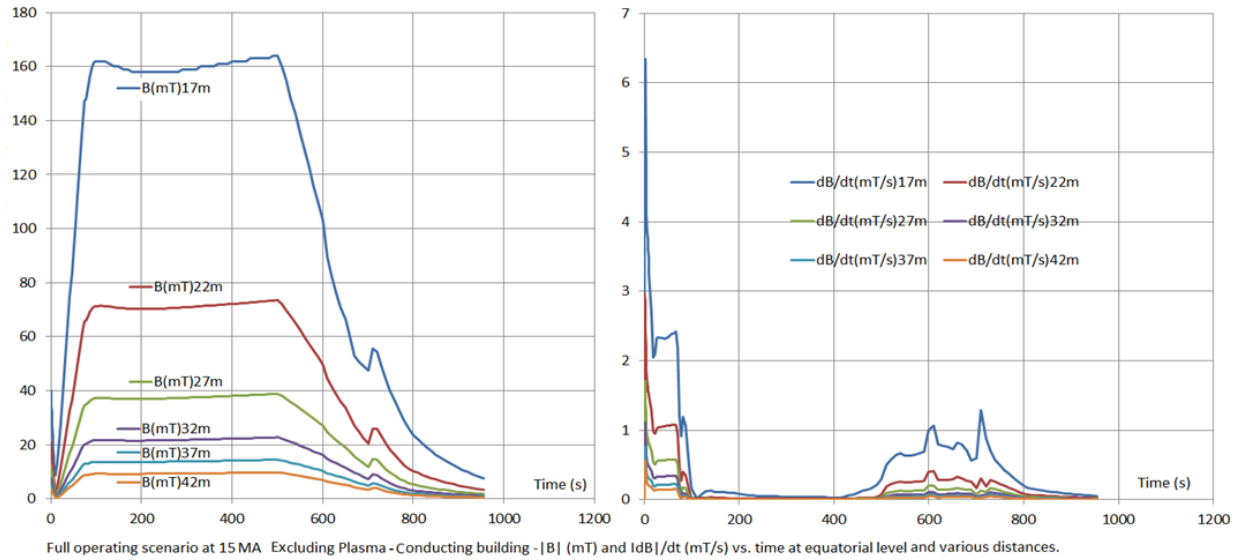 180
160
140
120
100
80
60
40
20
0
0
200
400
600
800
1000
1200
B(mT)17m
B(mT)22m
B(mT)27m
B(mT)32m
B(mT)37m
B(mT)42m
Time (s)
7
6
5
4
3
2
1
0
0
200
400
600
800
1000
1200
dB/dt(mT/s)17m dB/dt(mT/s)22m
dB/dt(mT/s)27m dB/dt(mT/s)32m
dB/dt(mT/s)37m dB/dt(mT/s)42m
Time (s)
Full operating scenario at 15 MA Excluding Plasma - Conducting building - |B| (mT) and IdB|/dt (mT/s) vs. time at equatorial level and various distances.